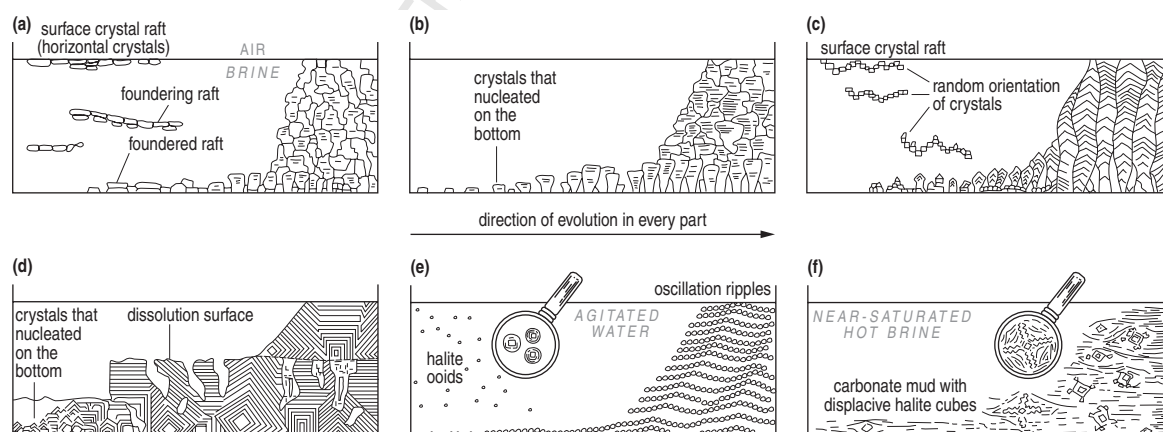 (a)
surface crystal raft
(horizontal crystals)
AIR
BRINE
foundering raft
foundered raft
(b)
crystals that
nucleated
on the
bottom
(c)
surface crystal raft
random orientation
of crystals
direction of evolution in every part
(d)
crystals that
nucleated
on the
bottom
dissolution surface
(e)
oscillation ripples
AGITATED
WATER
halite
ooids
(f)
NEAR-SATURATED
HOT BRINE
carbonate mud with
displacive halite cubes